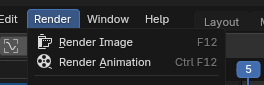 Edit Render Window Help Layout
Render Image F12
Render Animation Ctrl F12
5